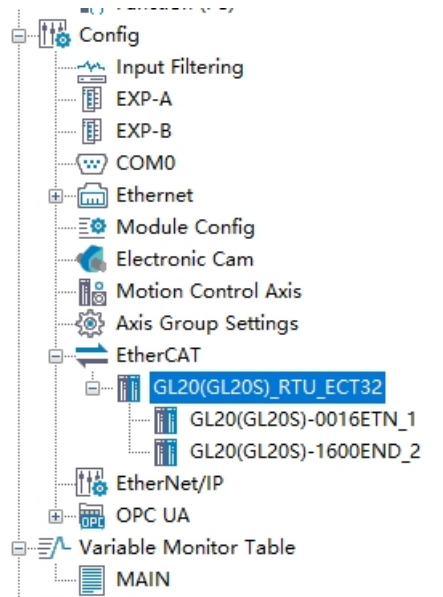 Config
Input Filtering
EXP-A
EXP-B
COM0
Ethernet
Module Config
Electronic Cam
Motion Control Axis
Axis Group Settings
EtherCAT
GL20(GL20S)_RTU_ECT32
GL20(GL20S)-0016ETN_1
GL20(GL20S)-1600END_2
EtherNet/IP
OPC UA
Variable Monitor Table
MAIN